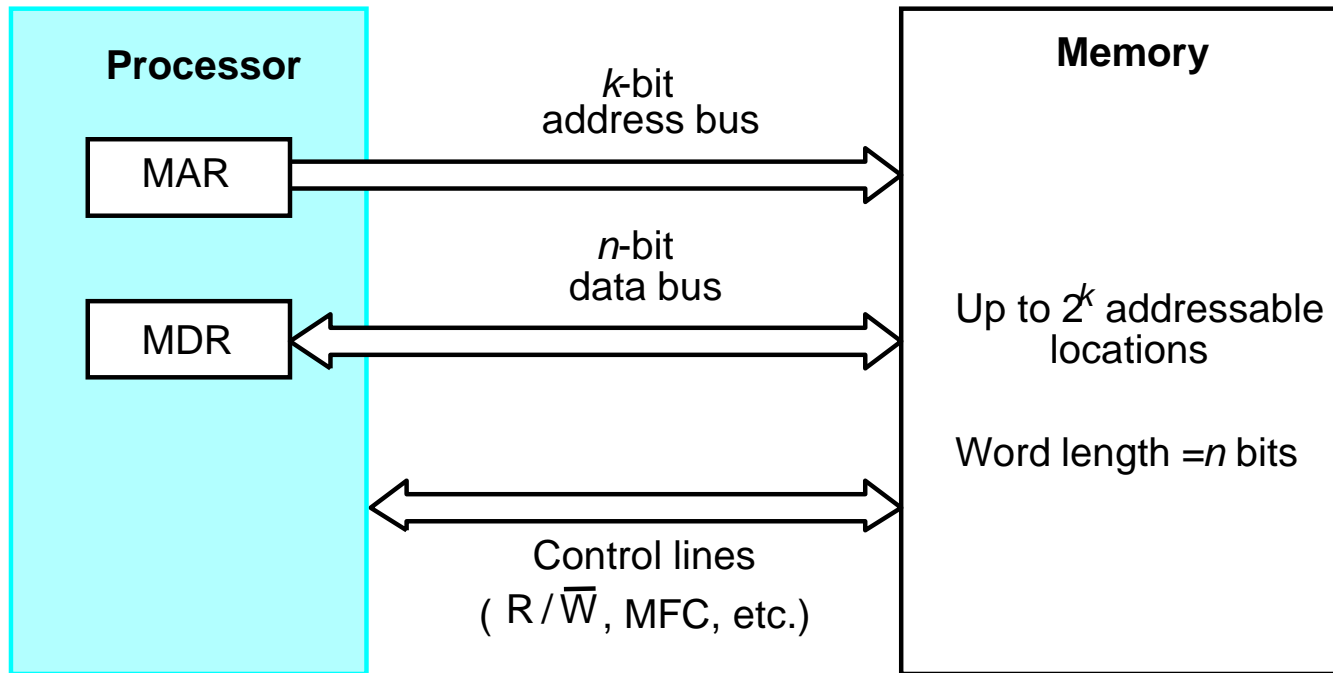 Processor
MAR
MDR
k-bit
address bus
n-bit
data bus
Control lines
( R / W̅, MFC, etc.)
Memory
Up to 2^k addressable
locations
Word length =n bits